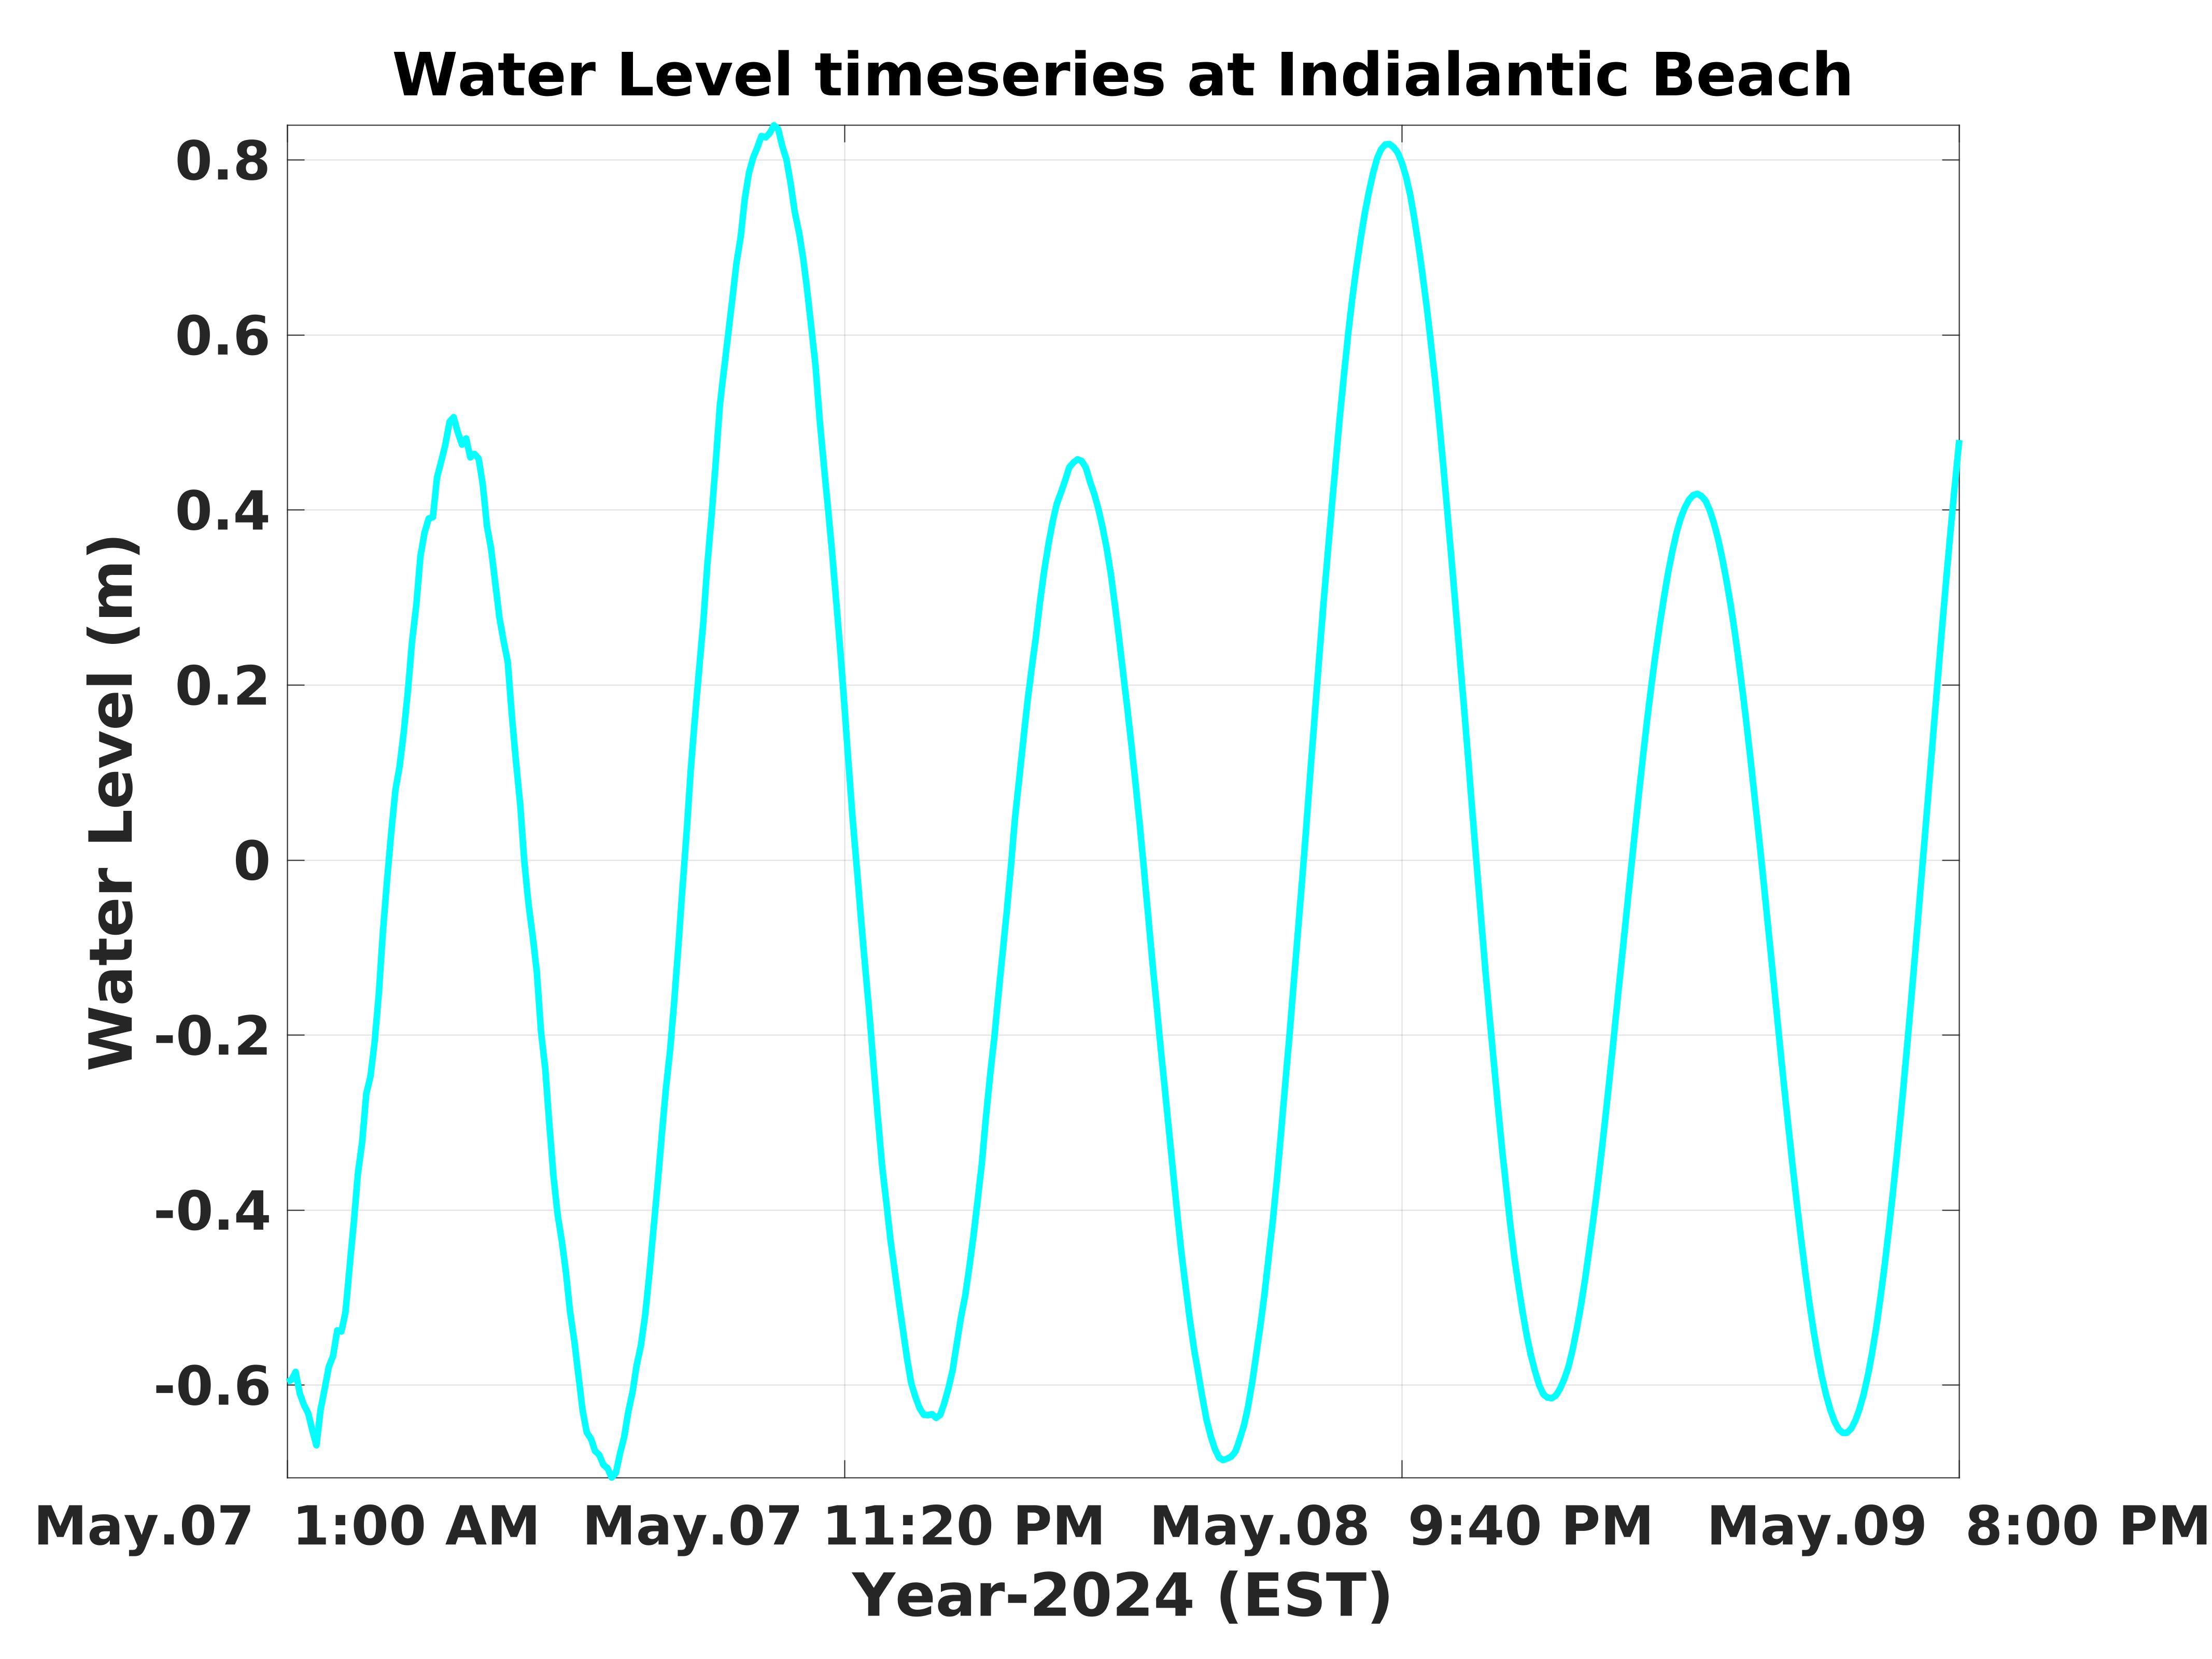 Water Level timeseries at Indialantic Beach
0.8
0.6
0.4
0.2
0
-0.2
-0.4
-0.6
Water Level (m)
May.07 1:00 AM May.07 11:20 PM May.08 9:40 PM May.09 8:00 PM
Year-2024 (EST)